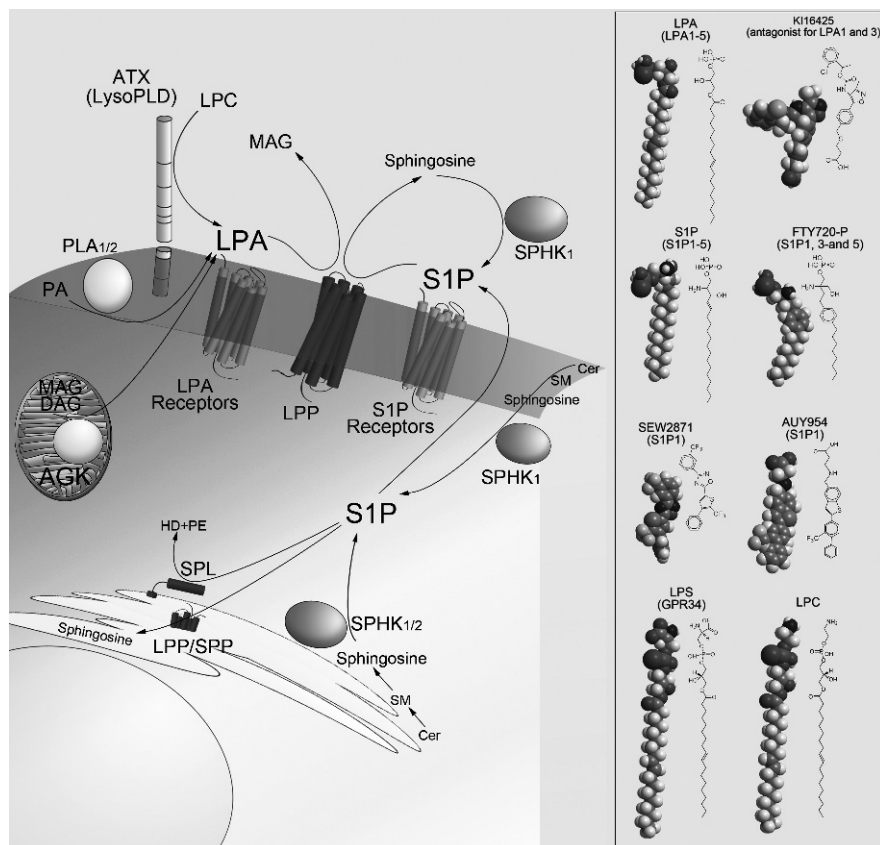 ATX
(LysoPLD)
LPC
MAG
Sphingosine
SPHK1
LPA
S1P
PLA1/2
PA
MAG
DAG
AGK
LPA
Receptors
LPP
S1P
Receptors
Cer
SM
Sphingosine
SPHK1
S1P
HD+PE
SPL
LPP/SPP
Sphingosine
SPHK1/2
Sphingosine
SM
Cer
LPA
(LPA1-5)
KI16425
(antagonist for LPA1 and 3)
S1P
(S1P1-5)
FTY720-P
(S1P1, 3-and 5)
SEW2871
(S1P1)
AUY954
(S1P1)
LPS
(GPR34)
LPC